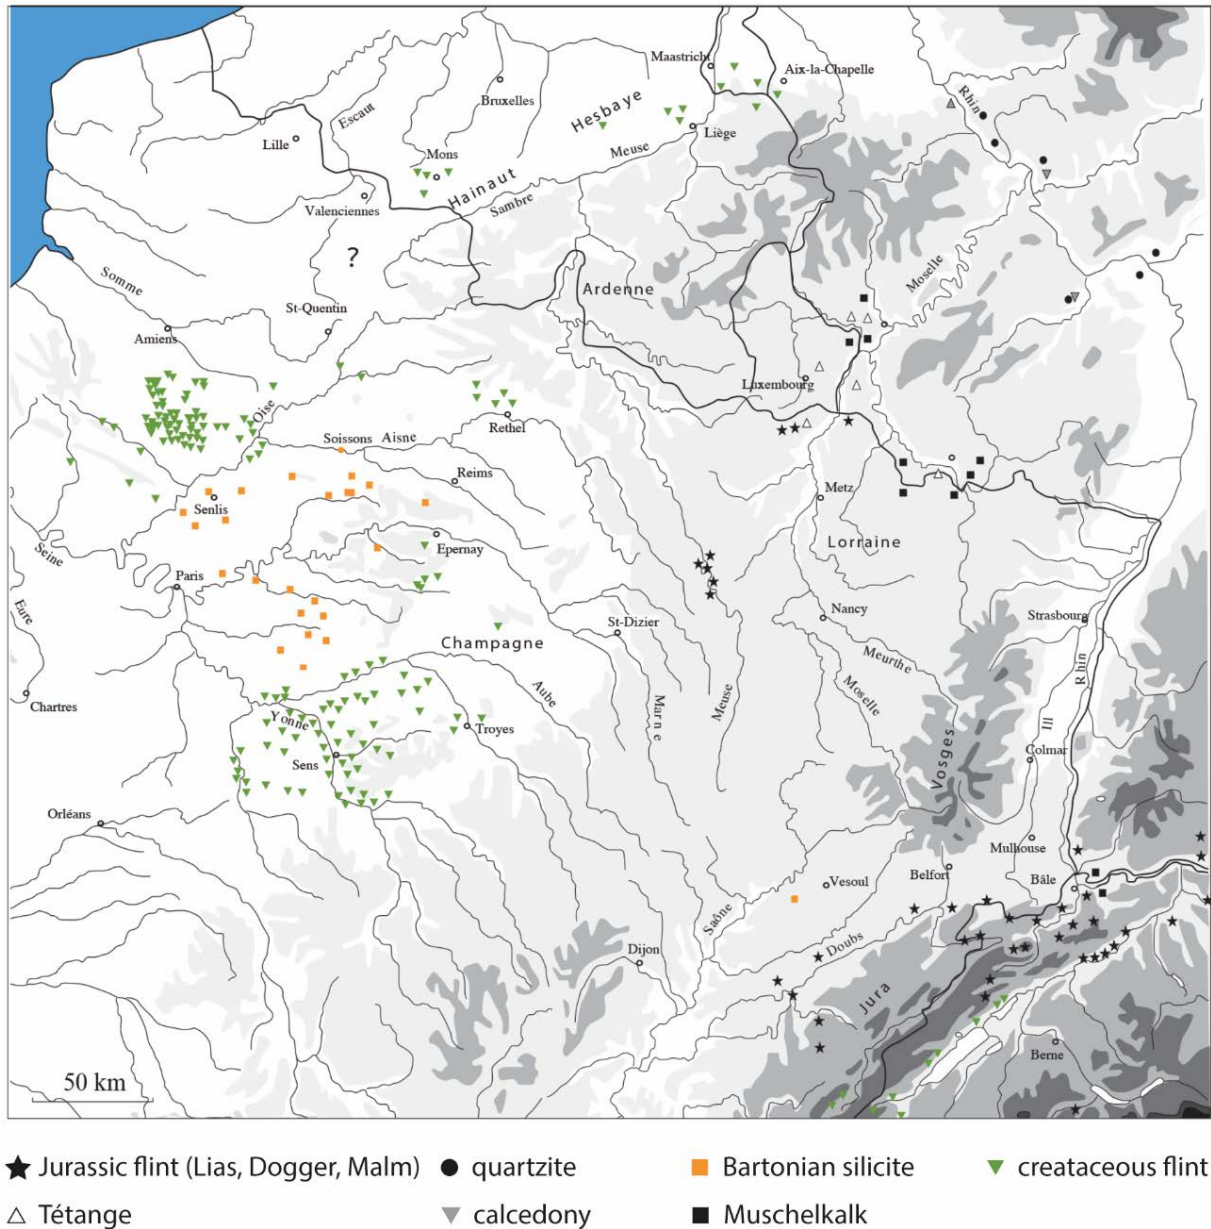 Maastricht
Aix-la-Chapelle
Bruxelles
Hesbaye
Rhin
Escaut
Lille
Liège
Mons
Meuse
Hainaut
Valenciennes
Sambre
?
Somme
Ardenne
Moselle
St-Quentin
Amiens
Luxembourg
Oise
Rethel
Soissons
Aisne
Reims
Metz
Senlis
Lorraine
Epernay
Seine
Paris
Eure
Nancy
Strasbourg
St-Dizier
Champagne
Meurthe
Rhin
Aube
Marne
Meuse
Moselle
Chartres
Yonne
Troyes
Ill
Vosges
Colmar
Sens
Orléans
Mulhouse
Vesoul
Belfort
Bâle
Saône
Dijon
Doubs
Jura
Berne
50 km
Jurassic flint (Lias, Dogger, Malm)
quartzite
Bartonian silicite
creataceous flint
Tétange
calcedony
Muschelkalk